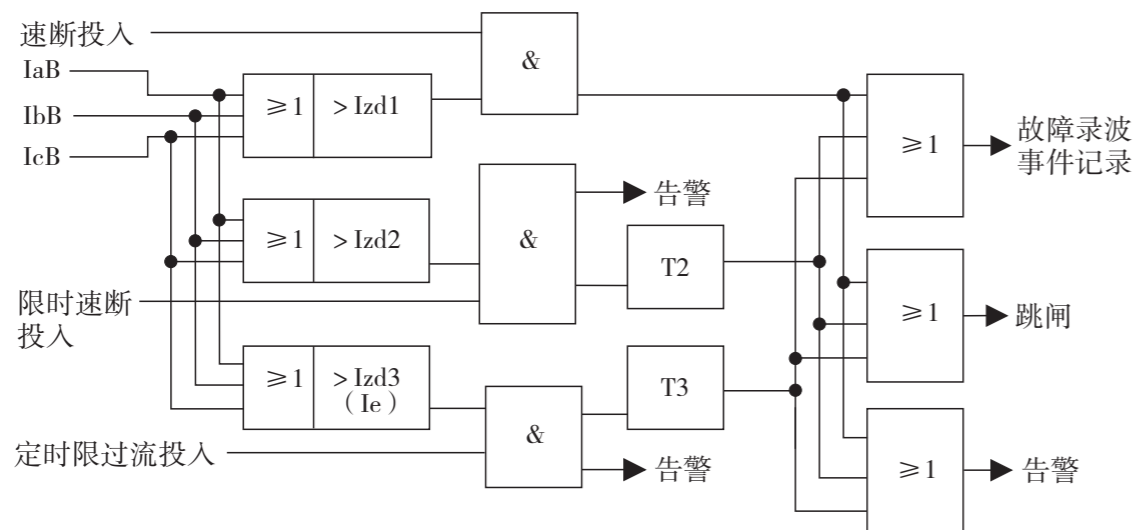 速断投入
IaB
IbB
IcB
≥1
> Izd1
&
≥1
故障录波
事件记录
≥1
> Izd2
&
告警
T2
限时速断
投入
≥1
跳闸
≥1
> Izd3
（Ie）
T3
定时限过流投入
&
告警
≥1
告警